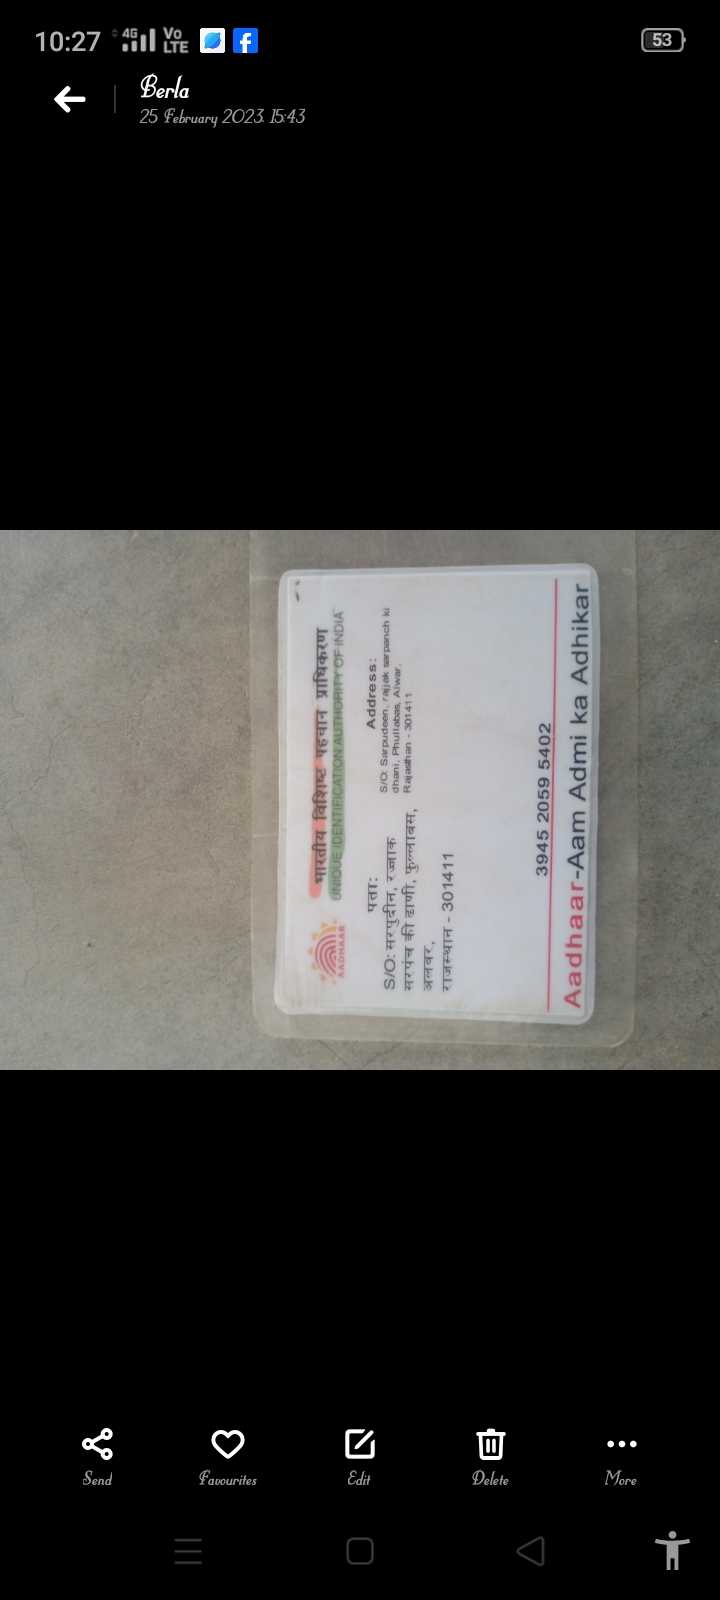 10:27 4G Vo LTE 53
Berla
25 February 2023 15:43
भारतीय विशिष्ट पहचान प्राधिकरण
UNIQUE IDENTIFICATION AUTHORITY OF INDIA
AADHAAR
पता:
S/O: सरपुदीन, रज्जाक
सरपंच की ढाणी, फुल्लाबस,
अलवर,
राजस्थान - 301411
Address:
S/O: Sarpudeen, rajjak sarpanch ki
dhani, Phullabas, Alwar,
Rajasthan - 301411
3945 2059 5402
Aadhaar-Aam Admi ka Adhikar
Send Favourites Edit Delete More